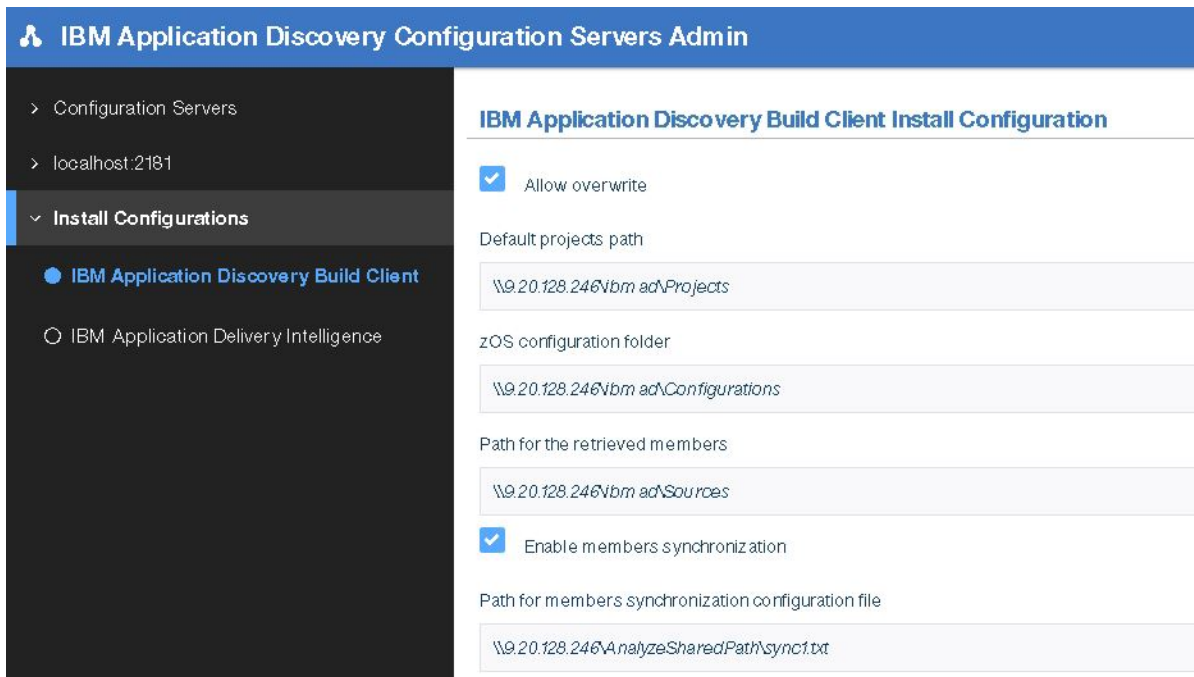 IBM Application Discovery Configuration Servers Admin
Configuration Servers
localhost:2181
Install Configurations
IBM Application Discovery Build Client
IBM Application Delivery Intelligence
IBM Application Discovery Build Client Install Configuration
Allow overwrite
Default projects path
\\9.20.128.246\ibm ad\Projects
zOS configuration folder
\\9.20.128.246\ibm ad\Configurations
Path for the retrieved members
\\9.20.128.246\ibm ad\Sources
Enable members synchronization
Path for members synchronization configuration file
\\9.20.128.246\AnalyzeSharedPath\sync1.txt